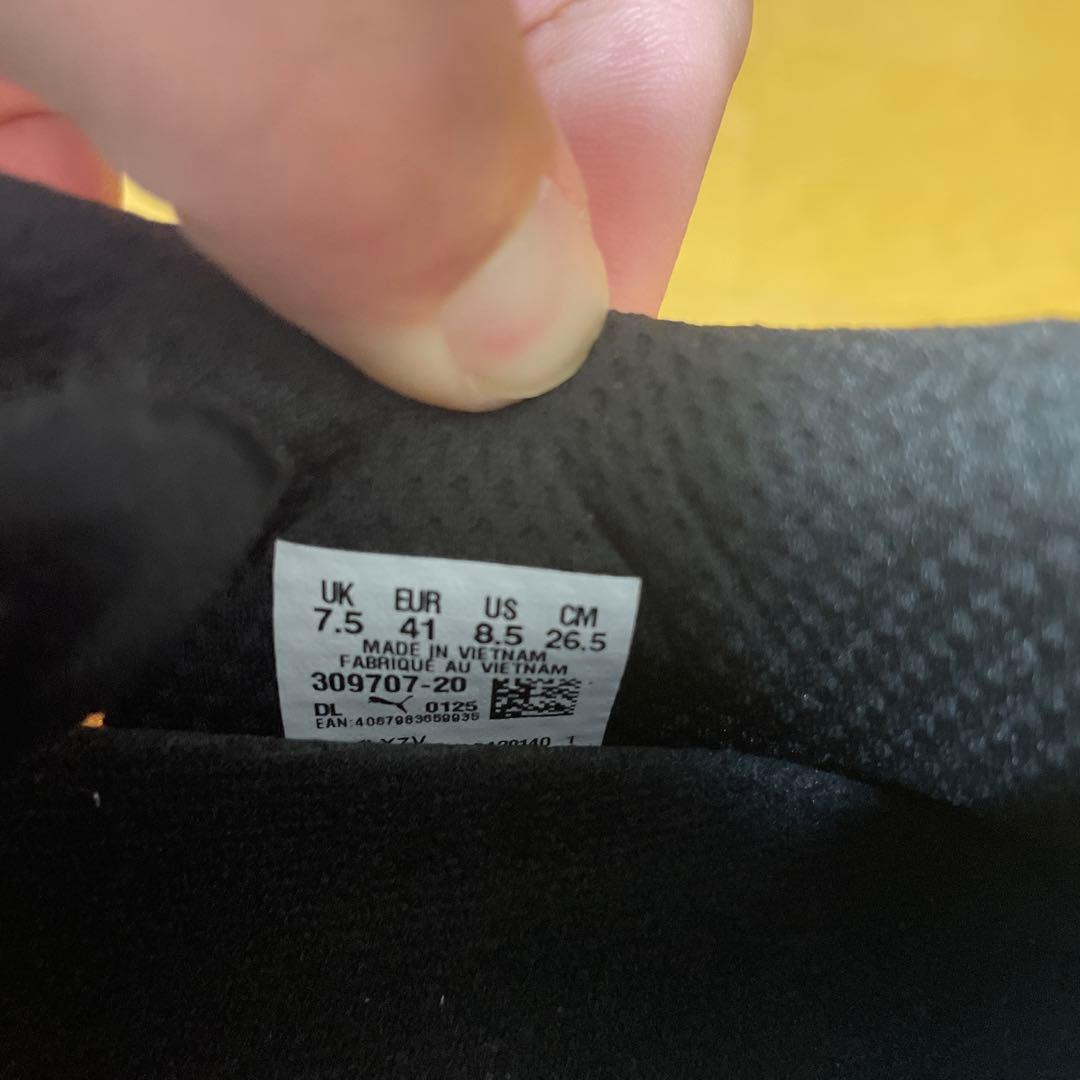 UK EUR US CM
7.5 41 8.5 26.5
MADE IN VIETNAM
FABRIQUÉ AU VIETNAM
309707-20
DL 0125
EAN:4067983659935